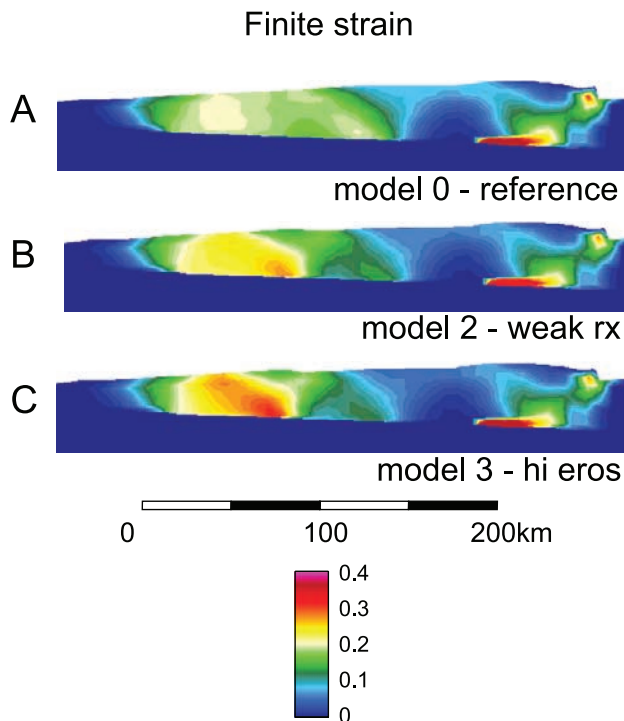 Finite strain
A
model 0 - reference
B
model 2 - weak rx
C
model 3 - hi eros
0 100 200km
0.4
0.3
0.2
0.1
0